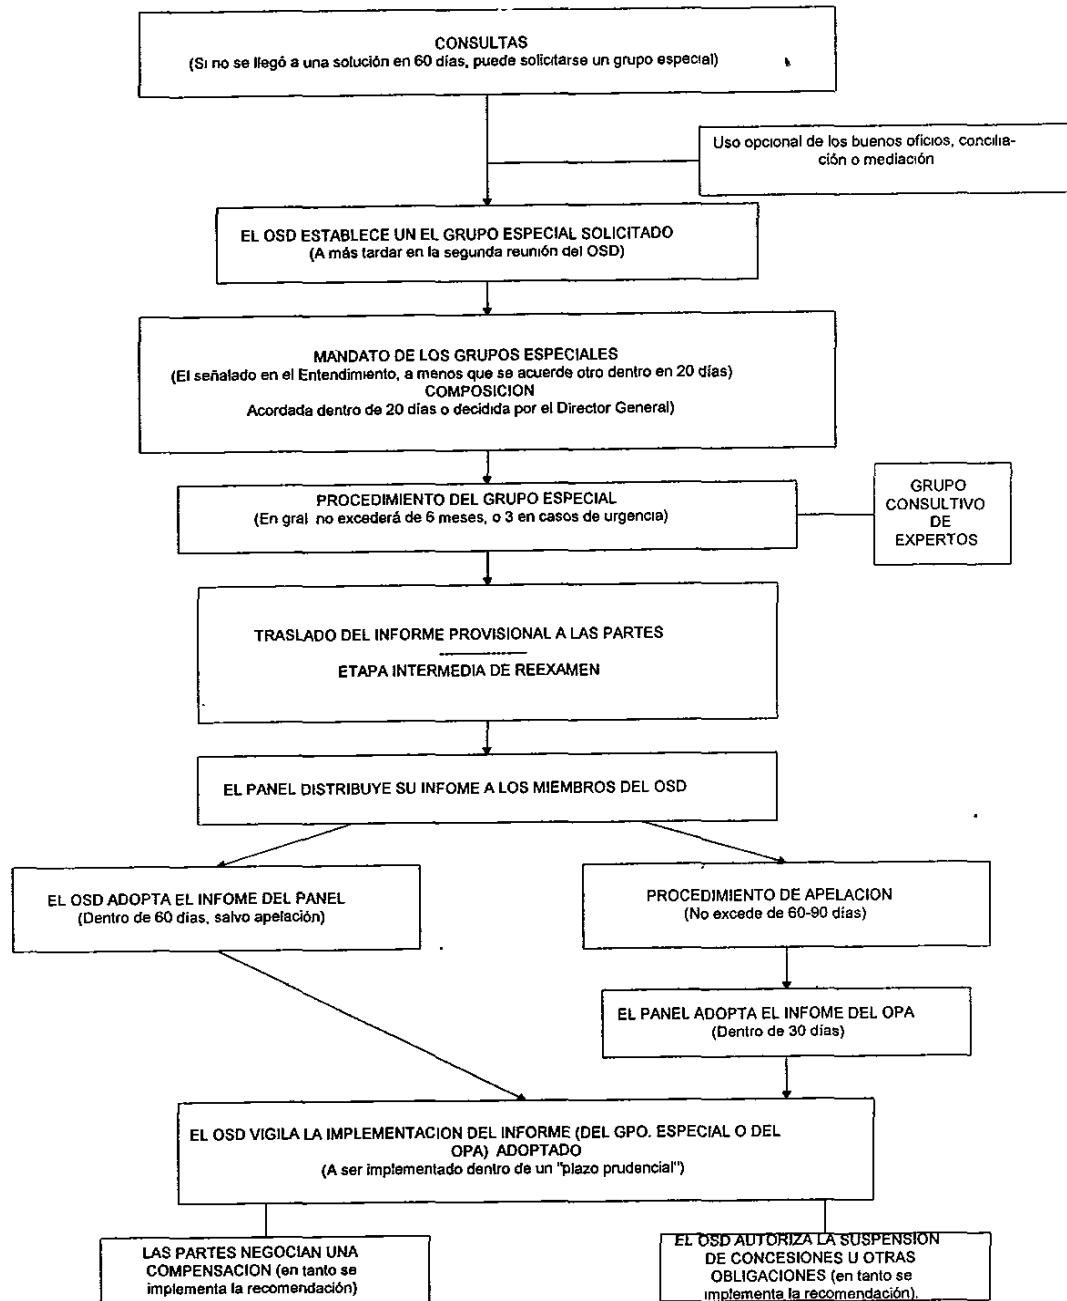 CONSULTAS
(Si no se llegó a una solución en 60 días, puede solicitarse un grupo especial)
Uso opcional de los buenos oficios, concilia-
ción o mediación
EL OSD ESTABLECE UN EL GRUPO ESPECIAL SOLICITADO
(A más tardar en la segunda reunión del OSD)
MANDATO DE LOS GRUPOS ESPECIALES
(El señalado en el Entendimiento, a menos que se acuerde otro dentro en 20 días)
COMPOSICION
Acordada dentro de 20 días o decidida por el Director General)
PROCEDIMIENTO DEL GRUPO ESPECIAL
(En gral no excederá de 6 meses, o 3 en casos de urgencia)
GRUPO
CONSULTIVO
DE
EXPERTOS
TRASLADO DEL INFORME PROVISIONAL A LAS PARTES
ETAPA INTERMEDIA DE REEXAMEN
EL PANEL DISTRIBUYE SU INFOME A LOS MIEMBROS DEL OSD
EL OSD ADOPTA EL INFOME DEL PANEL
(Dentro de 60 días, salvo apelación)
PROCEDIMIENTO DE APELACION
(No excede de 60-90 días)
EL PANEL ADOPTA EL INFOME DEL OPA
(Dentro de 30 días)
EL OSD VIGILA LA IMPLEMENTACION DEL INFORME (DEL GPO. ESPECIAL O DEL
OPA) ADOPTADO
(A ser implementado dentro de un "plazo prudencial")
LAS PARTES NEGOCIAN UNA
COMPENSACION (en tanto se
implementa la recomendación)
EL OSD AUTORIZA LA SUSPENSION
DE CONCESIONES U OTRAS
OBLIGACIONES (en tanto se
implementa la recomendación).